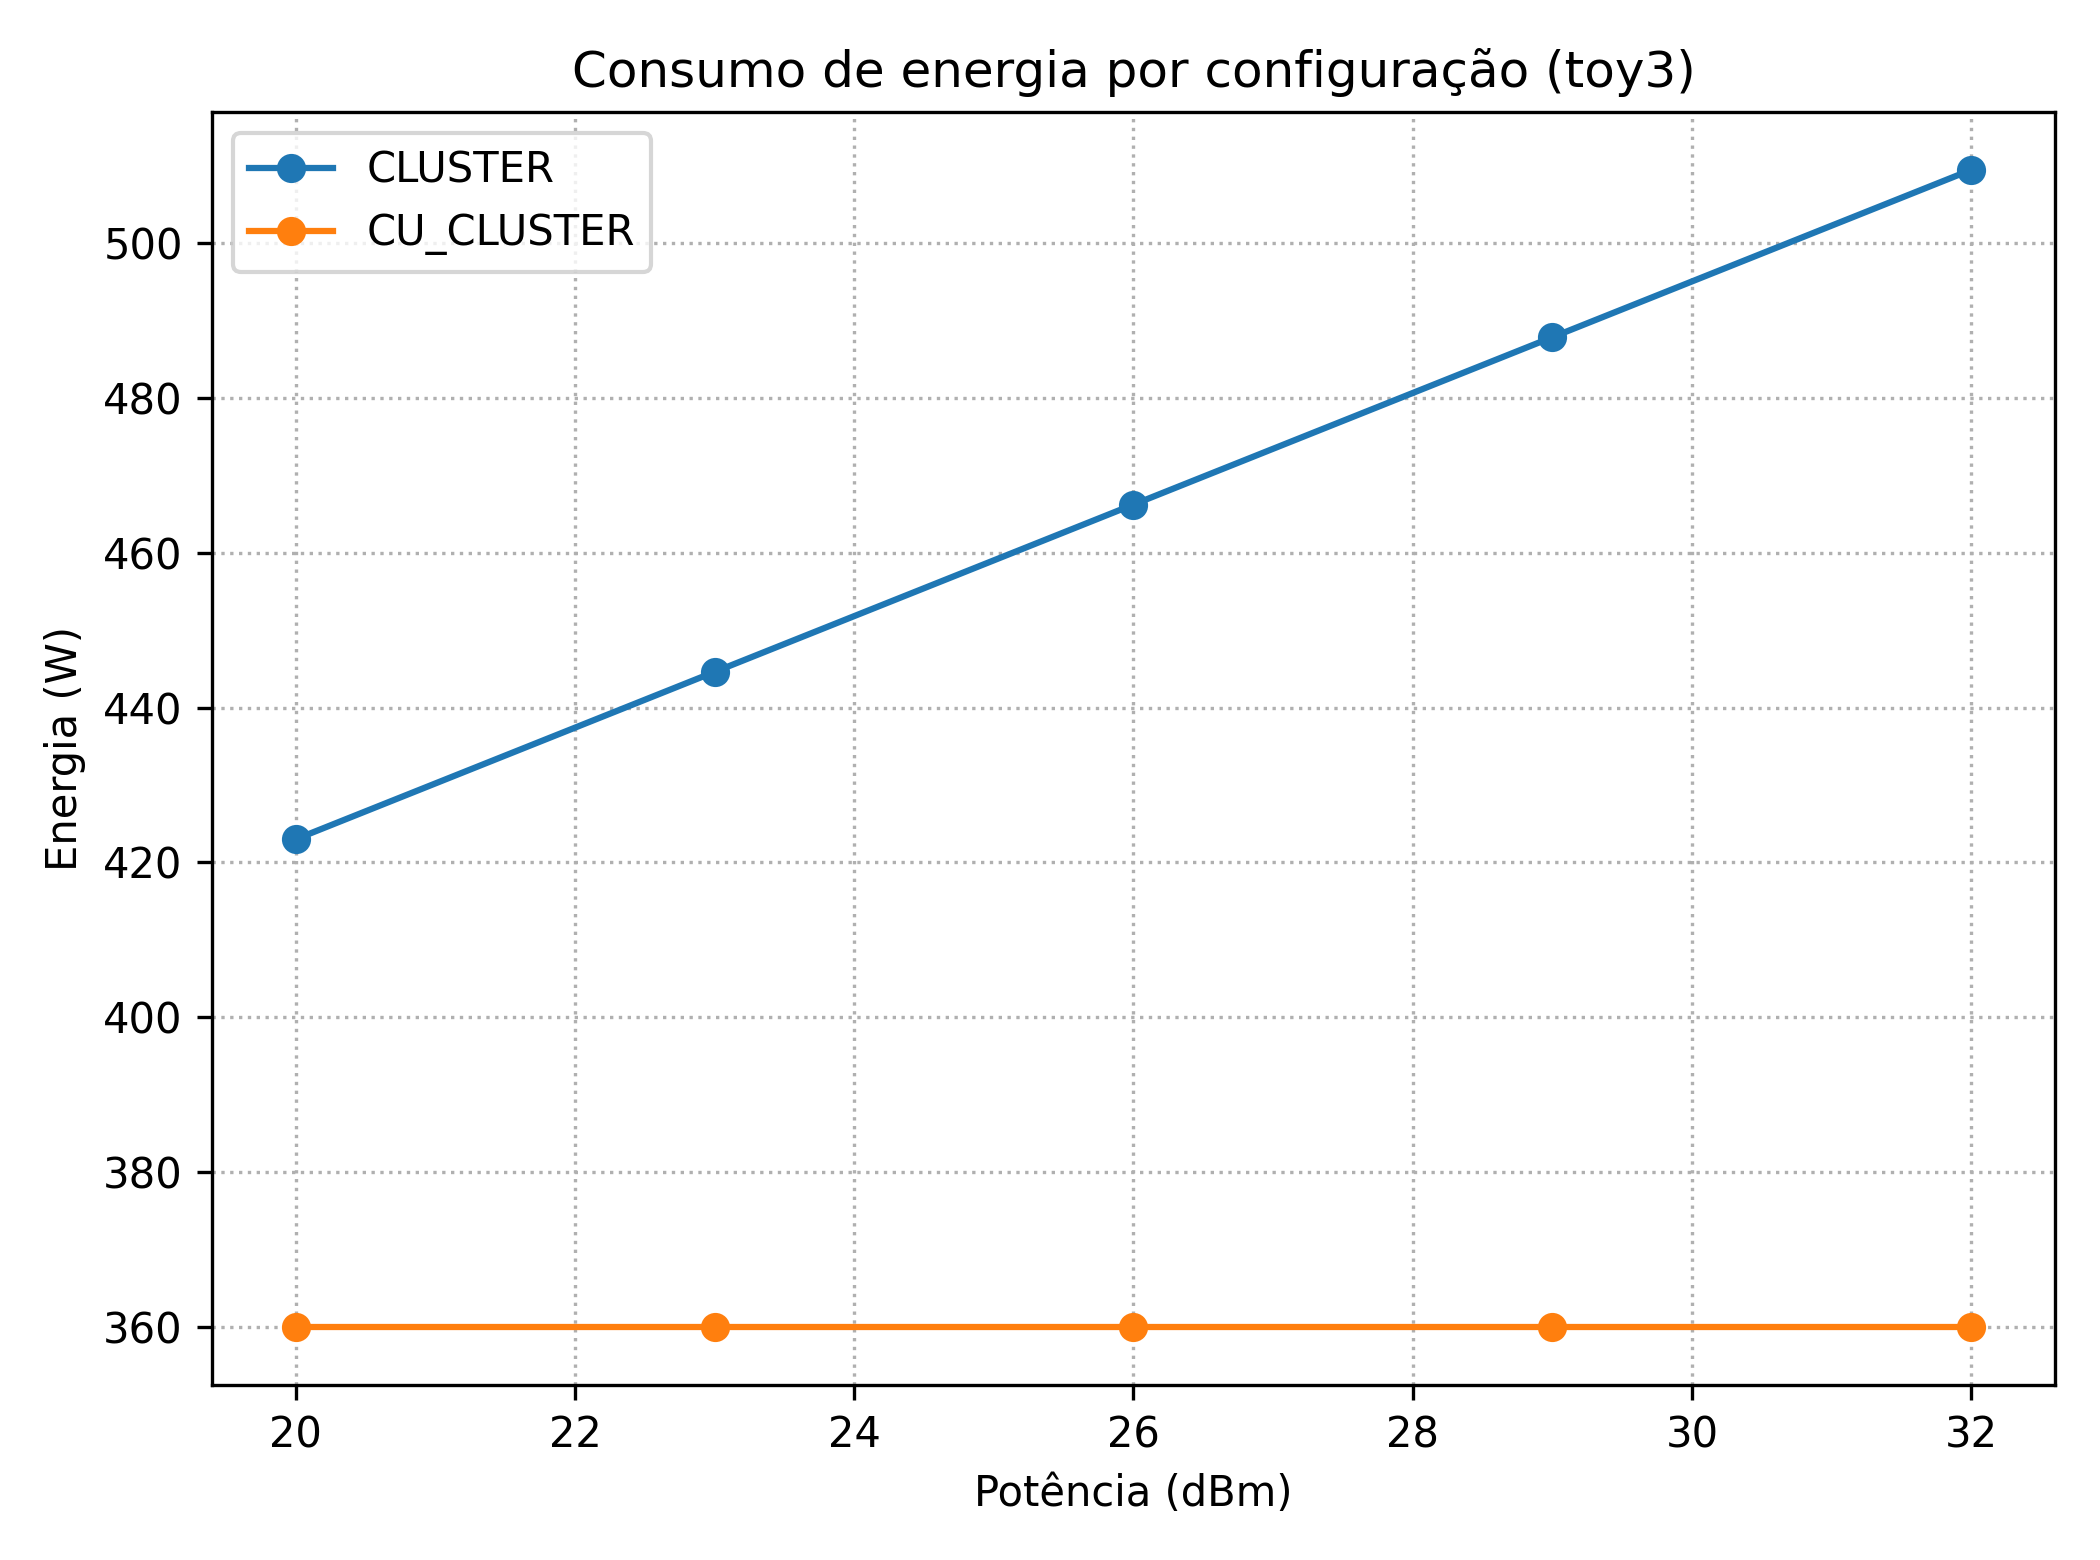 Consumo de energia por configuração (toy3)
CLUSTER
CU_CLUSTER
500
480
460
440
420
400
380
360
Energia (W)
20 22 24 26 28 30 32
Potência (dBm)